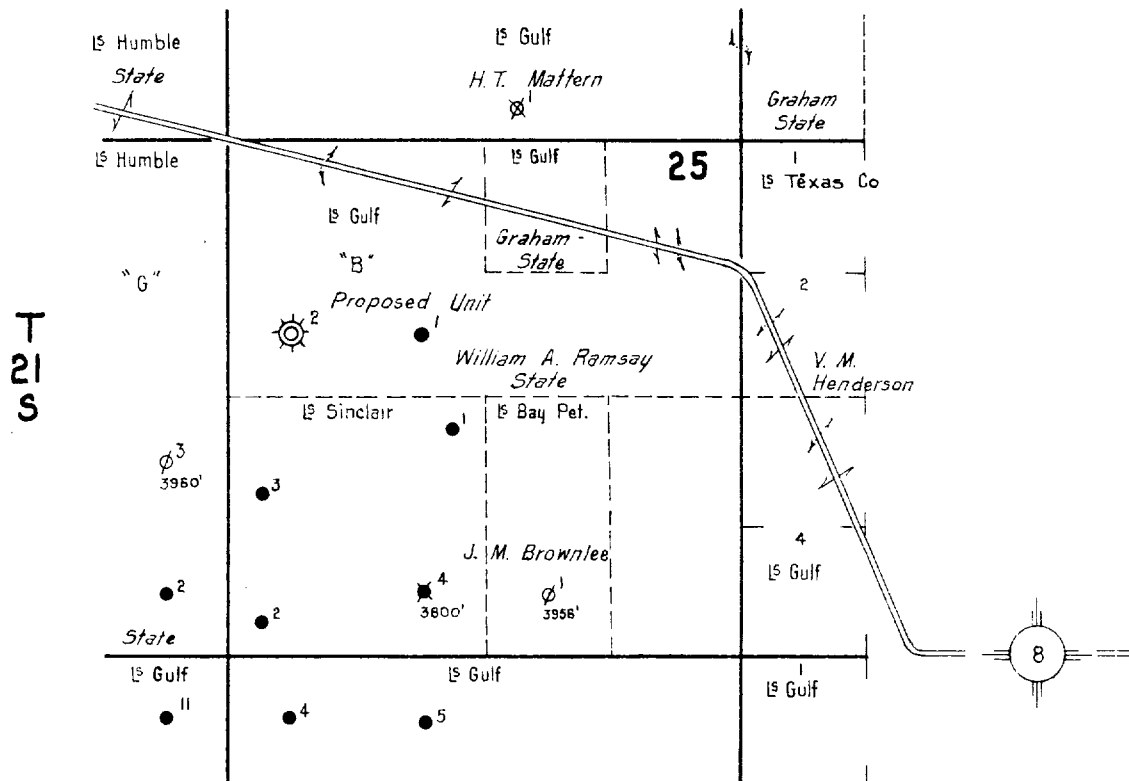 Ls Humble
Ls Gulf
State
H. T. Mattern
1
Graham
State
Ls Humble
Ls Gulf
25
1
Ls Texas Co
Ls Gulf
Graham -
State
"G"
"B"
2
Proposed Unit
2
1
T
21
S
William A. Ramsay
State
V. M.
Henderson
Ls Sinclair
Ls Bay Pet.
1
3
3960'
3
J. M. Brownlee
4
Ls Gulf
2
4
3800'
1
3956'
2
State
8
Ls Gulf
Ls Gulf
1
Ls Gulf
11
4
5